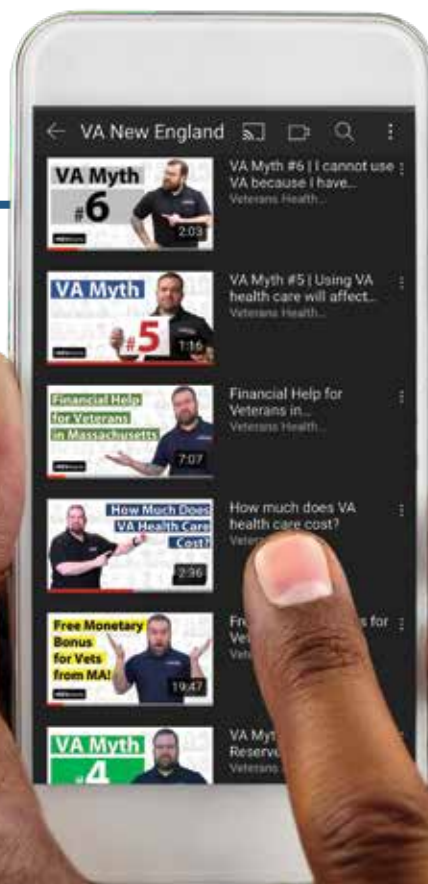 VA New England
VA Myth
#6
2:03
VA Myth #6 | I cannot use
VA because I have...
Veterans Health...
VA Myth
#5
1:16
VA Myth #5 | Using VA
health care will affect...
Veterans Health...
Financial Help
for Veterans
in Massachusetts
7:07
Financial Help for
Veterans in...
Veterans Health...
How Much Does
VA Health Care
Cost?
2:36
How much does VA
health care cost?
Free Monetary
Bonus
for Vets
from MA!
19:47
for
VA Myth
4
VA
Reserve
Veterans